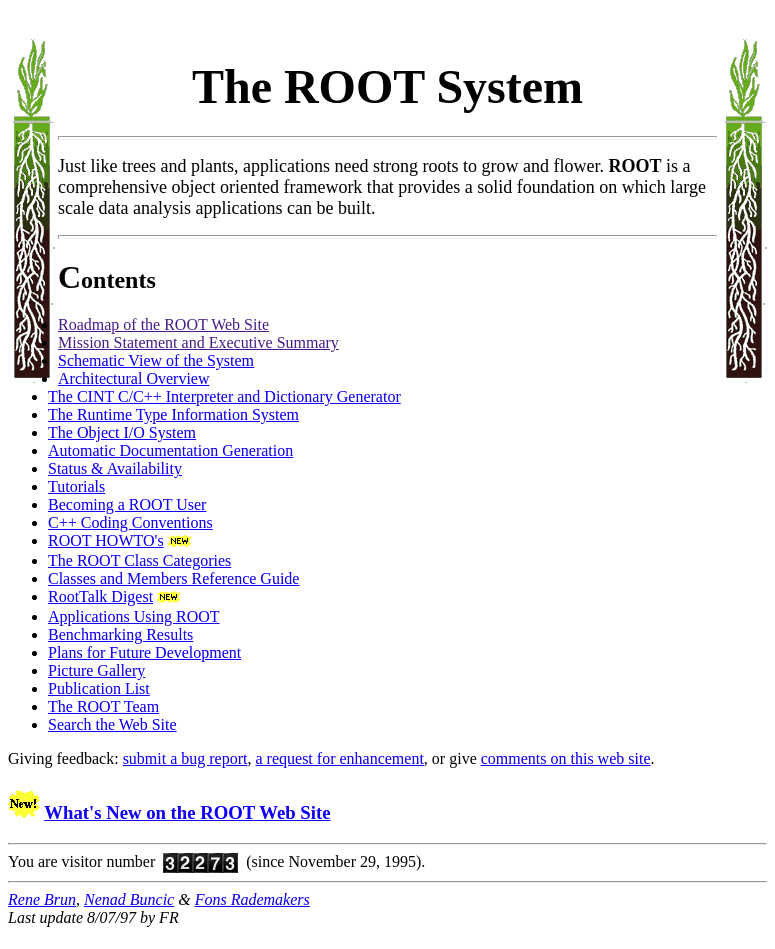 The ROOT System
Just like trees and plants, applications need strong roots to grow and flower. ROOT is a
comprehensive object oriented framework that provides a solid foundation on which large
scale data analysis applications can be built.
Contents
Roadmap of the ROOT Web Site
Mission Statement and Executive Summary
Schematic View of the System
Architectural Overview
The CINT C/C++ Interpreter and Dictionary Generator
The Runtime Type Information System
The Object I/O System
Automatic Documentation Generation
Status & Availability
Tutorials
Becoming a ROOT User
C++ Coding Conventions
ROOT HOWTO's NEW
The ROOT Class Categories
Classes and Members Reference Guide
RootTalk Digest NEW
Applications Using ROOT
Benchmarking Results
Plans for Future Development
Picture Gallery
Publication List
The ROOT Team
Search the Web Site
Giving feedback: submit a bug report, a request for enhancement, or give comments on this web site.
New! What's New on the ROOT Web Site
You are visitor number 32273 (since November 29, 1995).
Rene Brun, Nenad Buncic & Fons Rademakers
Last update 8/07/97 by FR